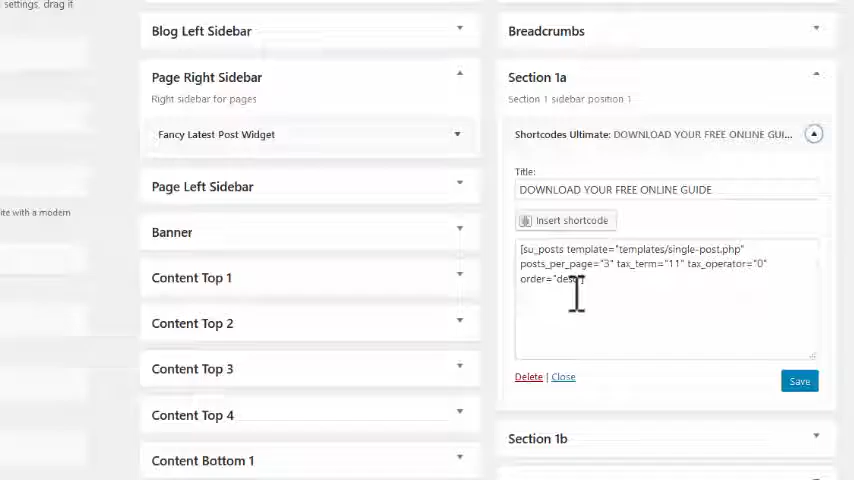 settings, drag it
ite with a modern
Blog Left Sidebar
Page Right Sidebar
Right sidebar for pages
Fancy Latest Post Widget
Page Left Sidebar
Banner
Content Top 1
Content Top 2
Content Top 3
Content Top 4
Content Bottom 1
Breadcrumbs
Section 1a
Section 1 sidebar position 1
Shortcodes Ultimate: DOWNLOAD YOUR FREE ONLINE GUI...
Title:
DOWNLOAD YOUR FREE ONLINE GUIDE
Insert shortcode
[su_posts template="templates/single-post.php"
posts_per_page="3" tax_term="11" tax_operator="0"
order="desc"]
Delete | Close
Save
Section 1b